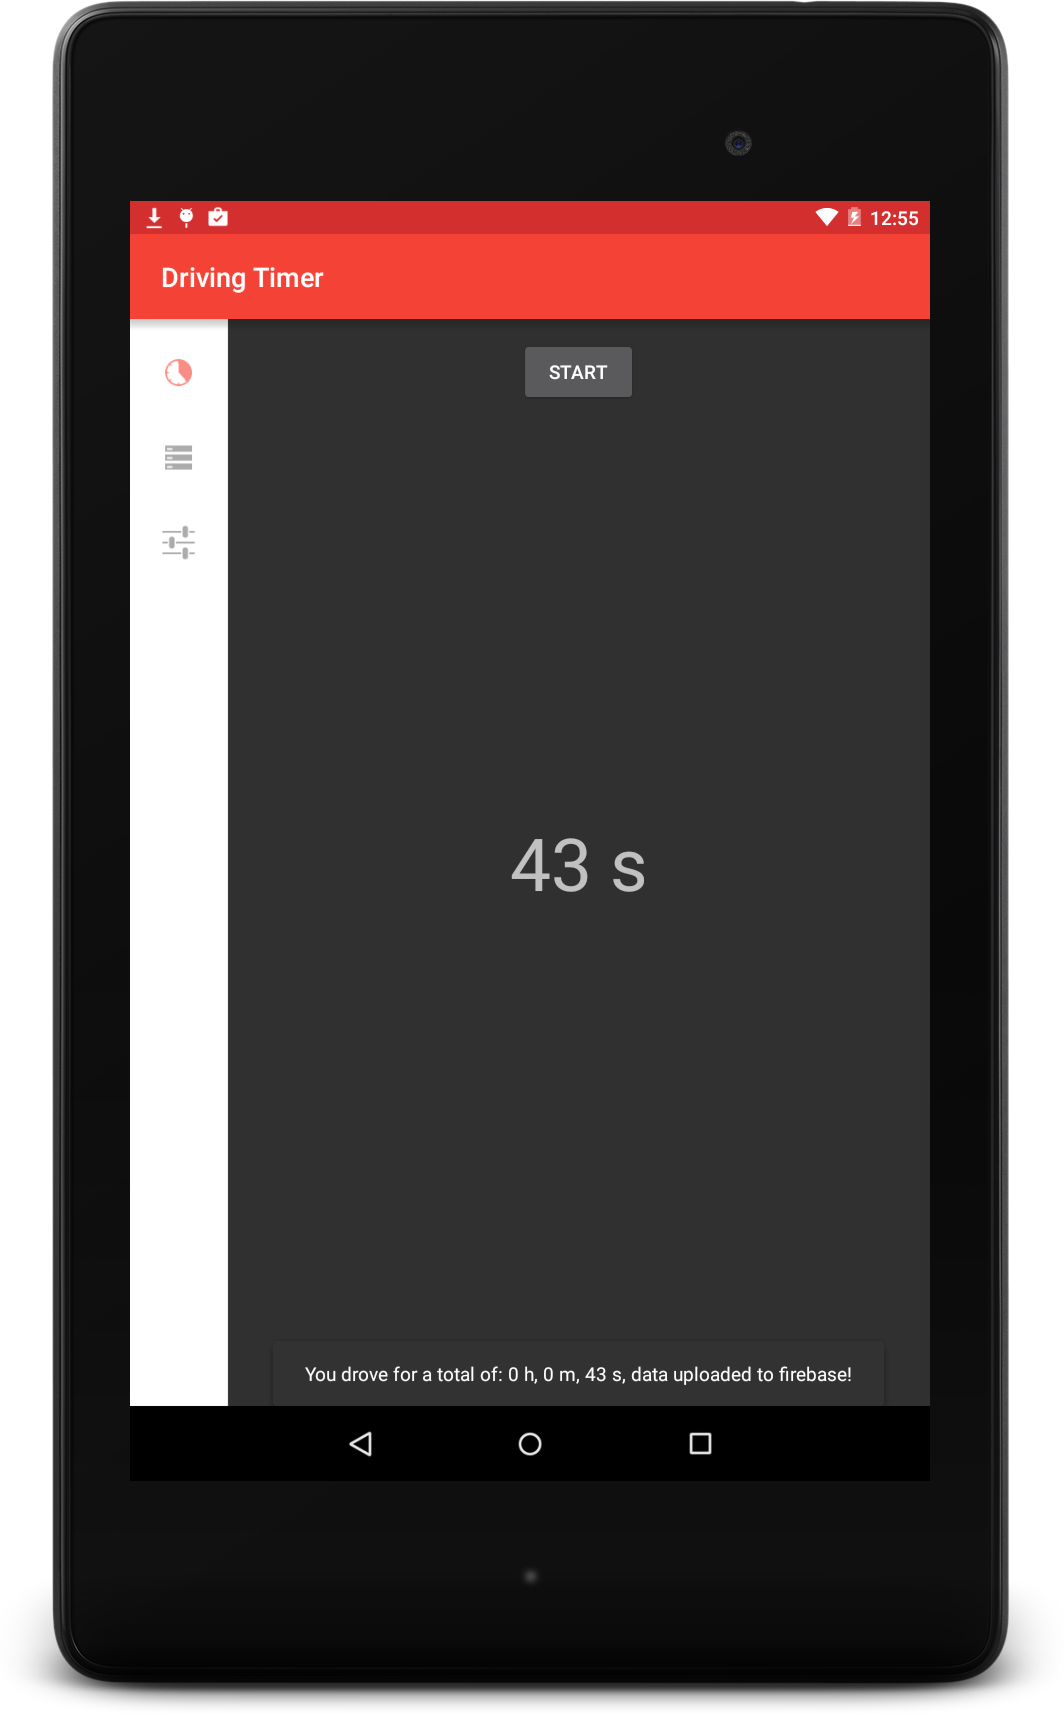 12:55
Driving Timer
START
43 s
You drove for a total of: 0 h, 0 m, 43 s, data uploaded to firebase!